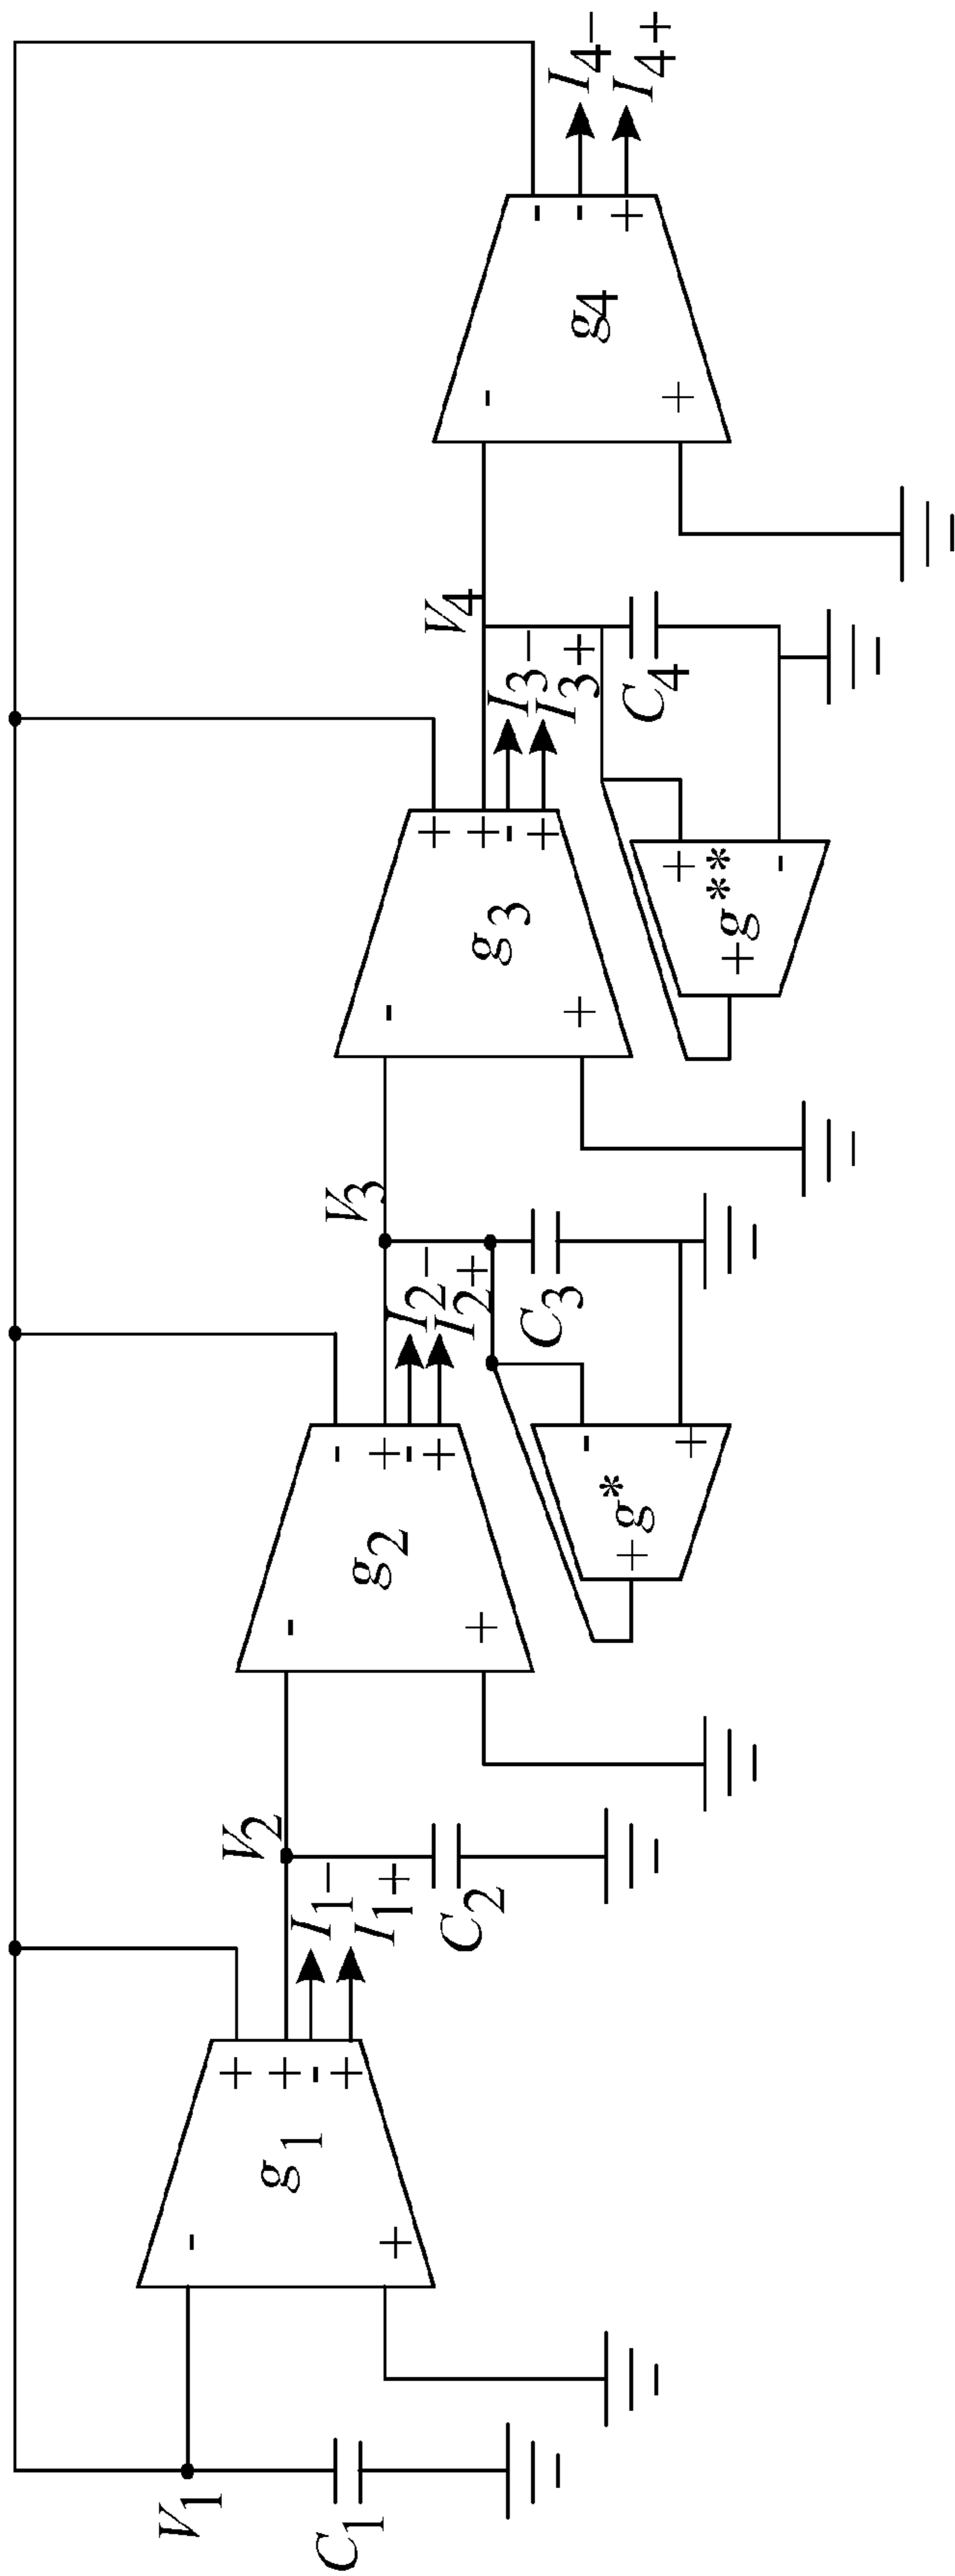 V1
C1
-
+
g1
+
+
-
+
I1−
I1+
V2
C2
-
+
g2
-
+
-
+
I2−
I2+
V3
C3
+g*
-
+
-
+
g3
+
+
-
+
I3−
I3+
V4
C4
+g**
+
-
-
+
g4
-
-
+
I4−
I4+